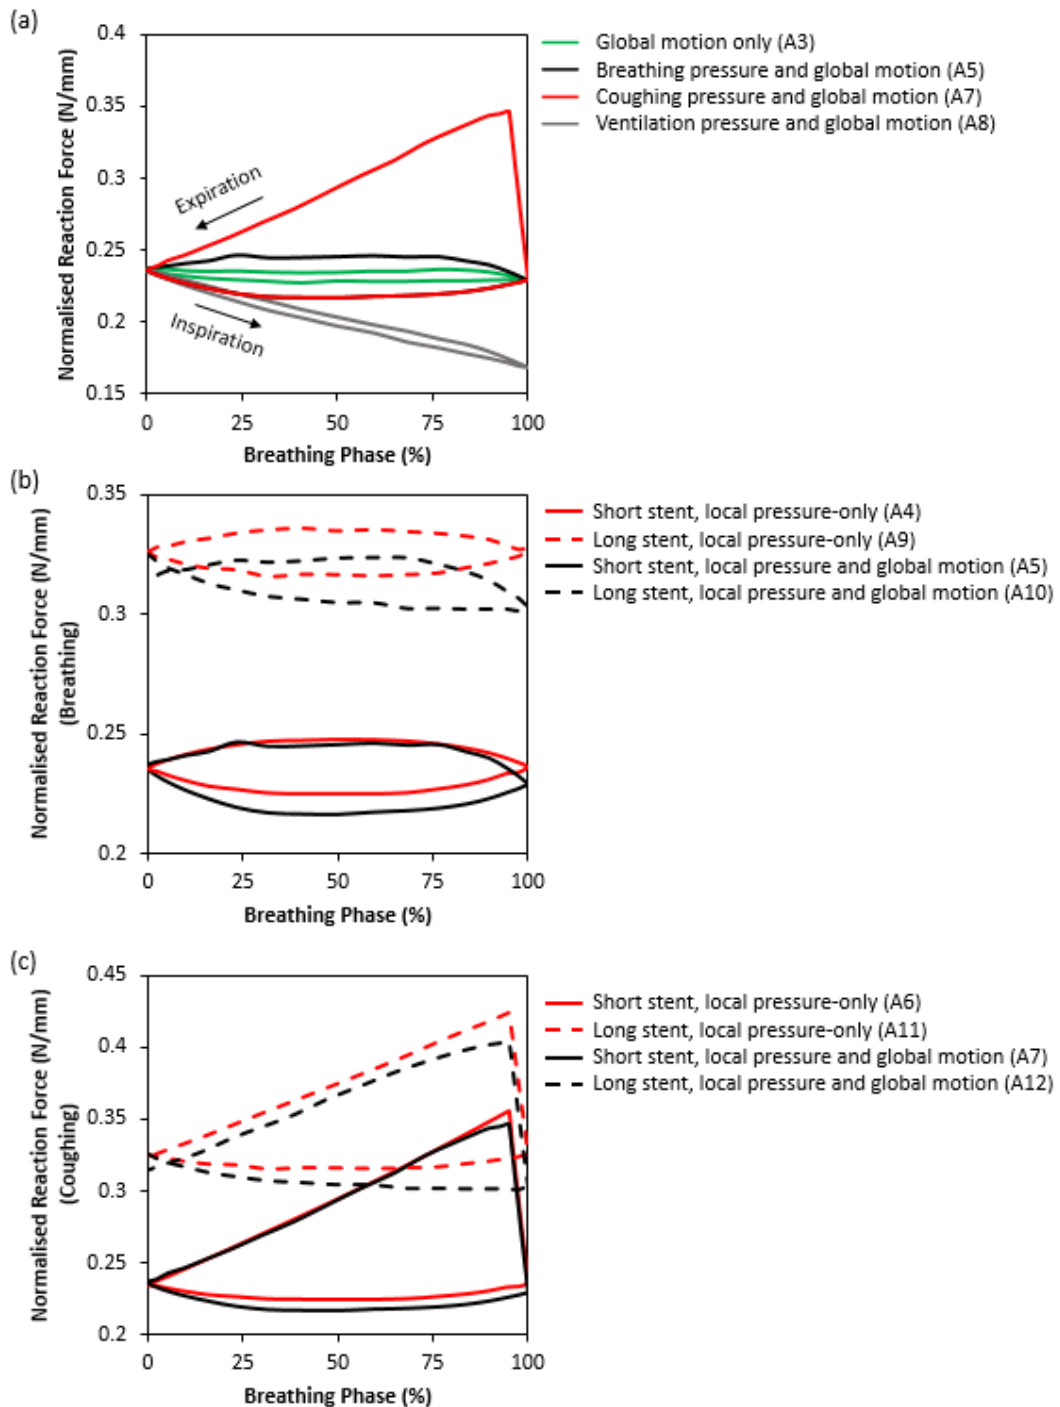 (a)
Normalised Reaction Force (N/mm)
0.4
0.35
0.3
0.25
0.2
0.15
Expiration
Inspiration
0 25 50 75 100
Breathing Phase (%)
Global motion only (A3)
Breathing pressure and global motion (A5)
Coughing pressure and global motion (A7)
Ventilation pressure and global motion (A8)
(b)
Normalised Reaction Force (N/mm)
(Breathing)
0.35
0.3
0.25
0.2
0 25 50 75 100
Breathing Phase (%)
Short stent, local pressure-only (A4)
Long stent, local pressure-only (A9)
Short stent, local pressure and global motion (A5)
Long stent, local pressure and global motion (A10)
(c)
Normalised Reaction Force (N/mm)
(Coughing)
0.45
0.4
0.35
0.3
0.25
0.2
0 25 50 75 100
Breathing Phase (%)
Short stent, local pressure-only (A6)
Long stent, local pressure-only (A11)
Short stent, local pressure and global motion (A7)
Long stent, local pressure and global motion (A12)